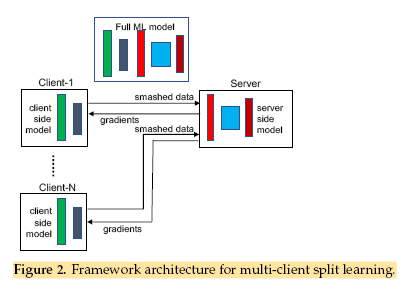 Full ML model
Client-1
client
side
model
smashed data
gradients
smashed data
Server
server
side
model
Client-N
client
side
model
gradients
Figure 2. Framework architecture for multi-client split learning.